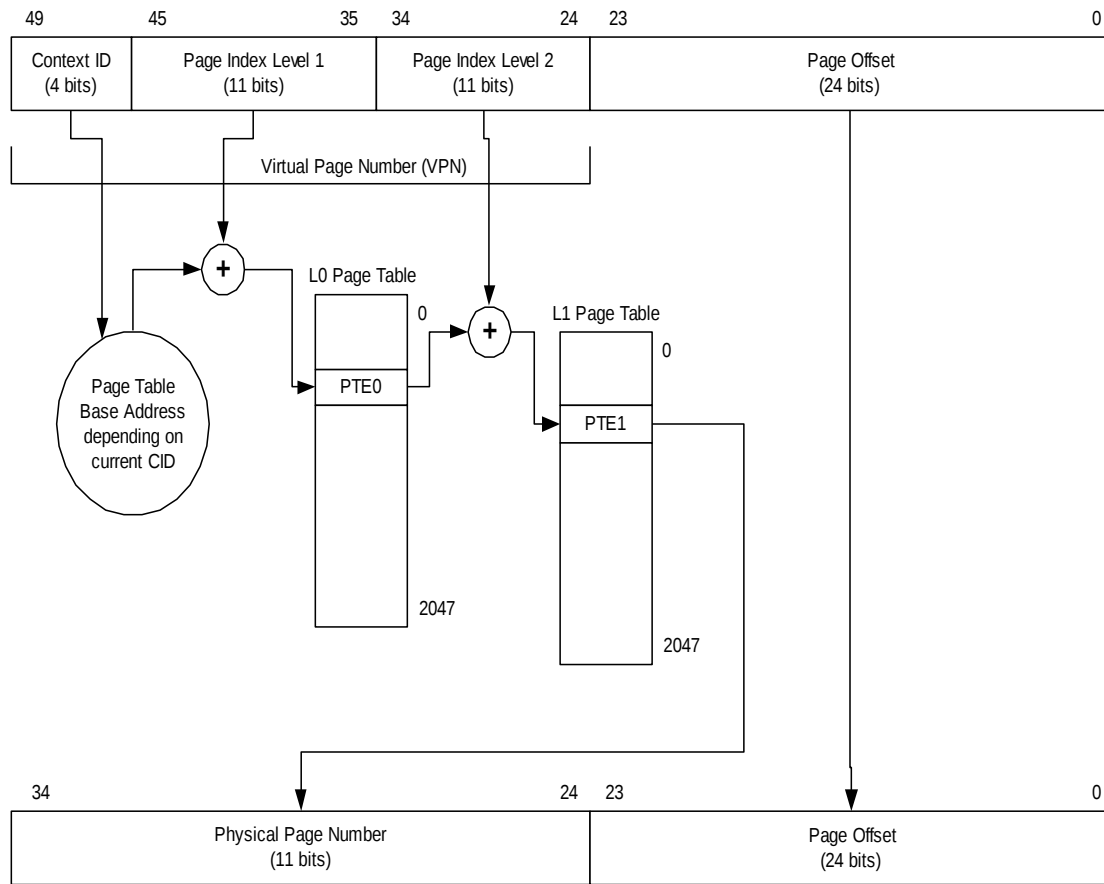 49 45 35 34 24 23 0
Context ID
(4 bits)
Page Index Level 1
(11 bits)
Page Index Level 2
(11 bits)
Page Offset
(24 bits)
Virtual Page Number (VPN)
+
L0 Page Table
0
PTE0
2047
+
L1 Page Table
0
PTE1
2047
Page Table
Base Address
depending on
current CID
34 24 23 0
Physical Page Number
(11 bits)
Page Offset
(24 bits)